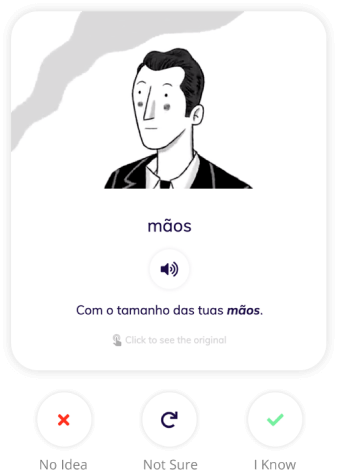 mãos
Com o tamanho das tuas mãos.
Click to see the original
No Idea
Not Sure
I Know